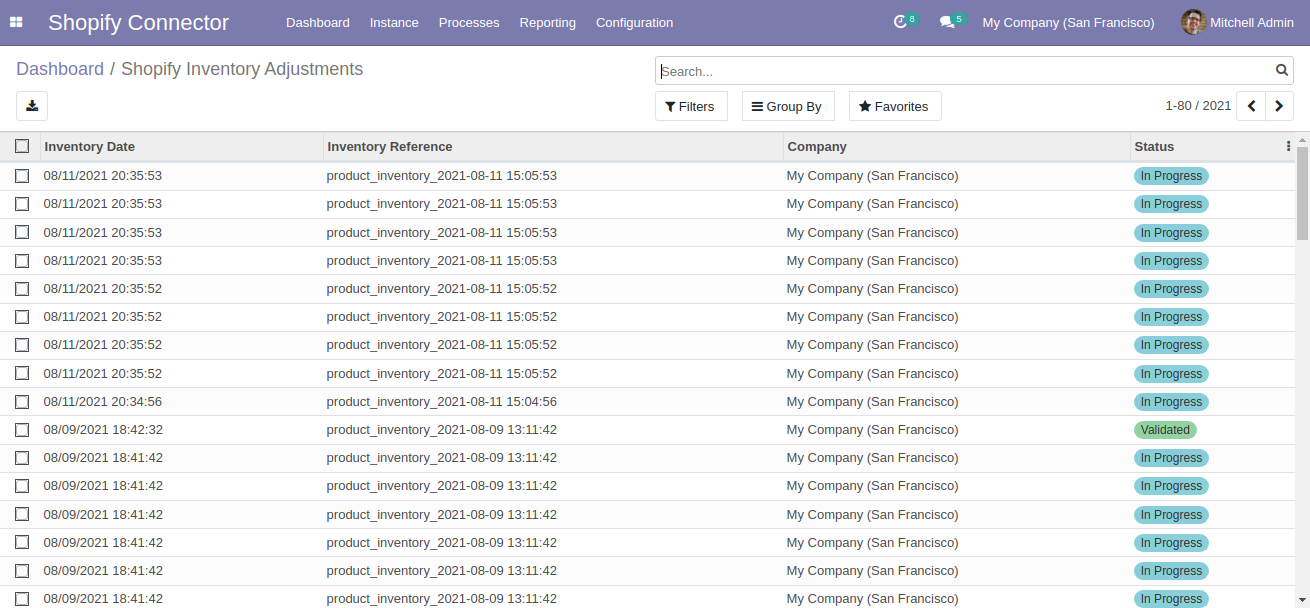 Shopify Connector Dashboard Instance Processes Reporting Configuration 8 5 My Company (San Francisco) Mitchell Admin
Dashboard / Shopify Inventory Adjustments Search...
Filters Group By Favorites 1-80 / 2021
Inventory Date Inventory Reference Company Status
08/11/2021 20:35:53 product_inventory_2021-08-11 15:05:53 My Company (San Francisco) In Progress
08/11/2021 20:35:53 product_inventory_2021-08-11 15:05:53 My Company (San Francisco) In Progress
08/11/2021 20:35:53 product_inventory_2021-08-11 15:05:53 My Company (San Francisco) In Progress
08/11/2021 20:35:53 product_inventory_2021-08-11 15:05:53 My Company (San Francisco) In Progress
08/11/2021 20:35:52 product_inventory_2021-08-11 15:05:52 My Company (San Francisco) In Progress
08/11/2021 20:35:52 product_inventory_2021-08-11 15:05:52 My Company (San Francisco) In Progress
08/11/2021 20:35:52 product_inventory_2021-08-11 15:05:52 My Company (San Francisco) In Progress
08/11/2021 20:35:52 product_inventory_2021-08-11 15:05:52 My Company (San Francisco) In Progress
08/11/2021 20:34:56 product_inventory_2021-08-11 15:04:56 My Company (San Francisco) In Progress
08/09/2021 18:42:32 product_inventory_2021-08-09 13:11:42 My Company (San Francisco) Validated
08/09/2021 18:41:42 product_inventory_2021-08-09 13:11:42 My Company (San Francisco) In Progress
08/09/2021 18:41:42 product_inventory_2021-08-09 13:11:42 My Company (San Francisco) In Progress
08/09/2021 18:41:42 product_inventory_2021-08-09 13:11:42 My Company (San Francisco) In Progress
08/09/2021 18:41:42 product_inventory_2021-08-09 13:11:42 My Company (San Francisco) In Progress
08/09/2021 18:41:42 product_inventory_2021-08-09 13:11:42 My Company (San Francisco) In Progress
08/09/2021 18:41:42 product_inventory_2021-08-09 13:11:42 My Company (San Francisco) In Progress